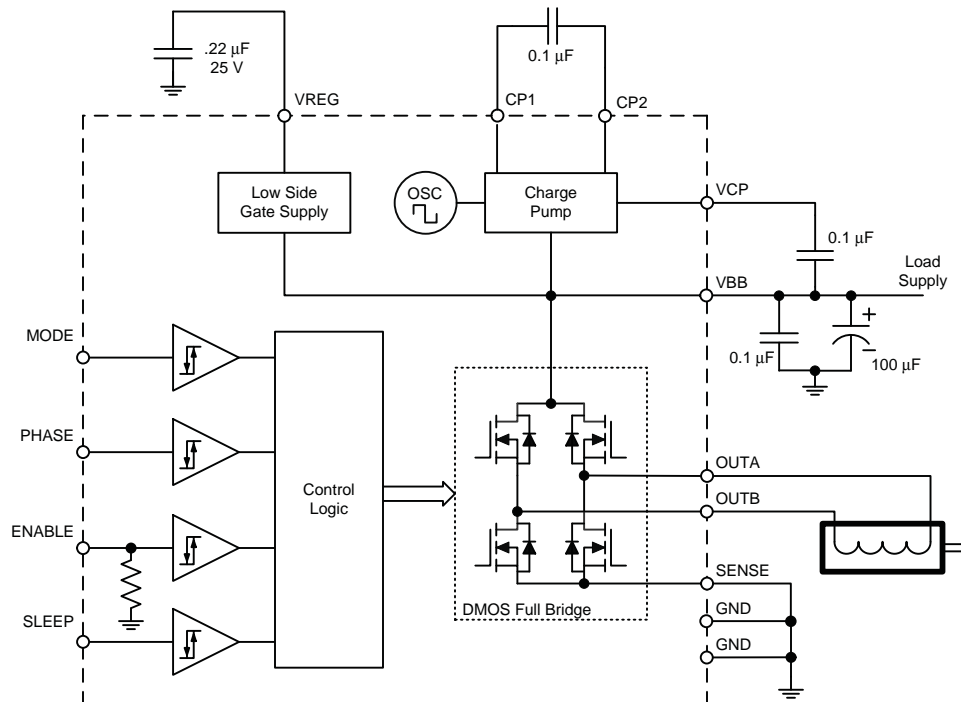 .22 μF
25 V
0.1 μF
VREG
CP1
CP2
Low Side
Gate Supply
OSC
Charge
Pump
VCP
0.1 μF
Load
Supply
VBB
MODE
0.1 μF
100 μF
PHASE
Control
Logic
OUTA
OUTB
ENABLE
SENSE
DMOS Full Bridge
GND
SLEEP
GND